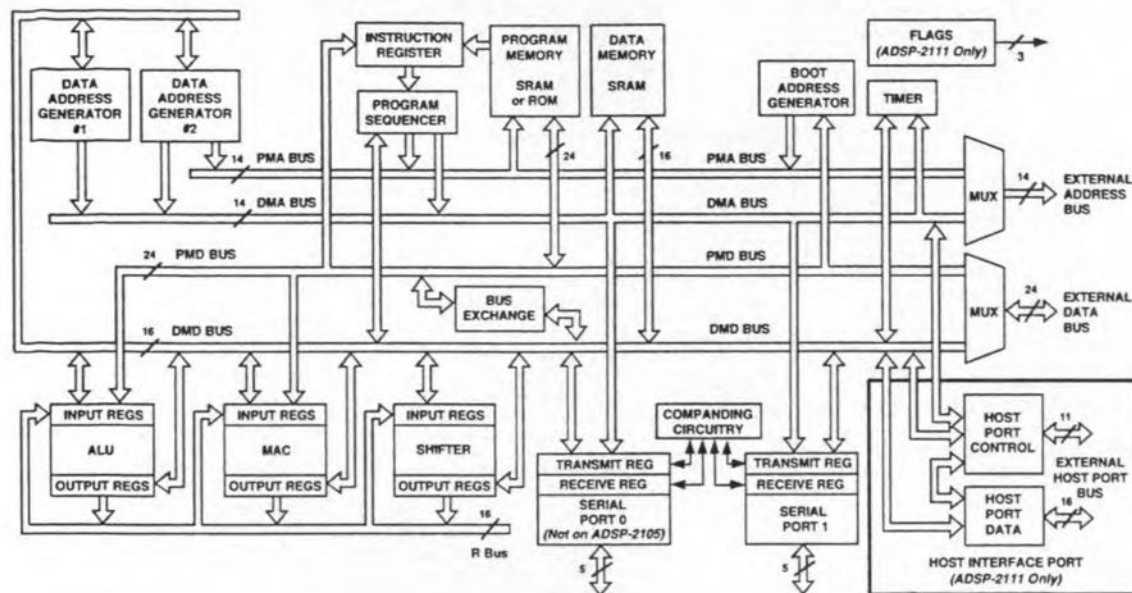 INSTRUCTION
REGISTER
PROGRAM
MEMORY
SRAM
or ROM
DATA
MEMORY
SRAM
FLAGS
(ADSP-2111 Only)
3
DATA
ADDRESS
GENERATOR
#1
DATA
ADDRESS
GENERATOR
#2
PROGRAM
SEQUENCER
BOOT
ADDRESS
GENERATOR
TIMER
14
PMA BUS
24
16
PMA BUS
MUX
14
EXTERNAL
ADDRESS
BUS
14
DMA BUS
DMA BUS
24
PMD BUS
PMD BUS
BUS
EXCHANGE
MUX
24
EXTERNAL
DATA
BUS
16
DMD BUS
DMD BUS
INPUT REGS
ALU
OUTPUT REGS
INPUT REGS
MAC
OUTPUT REGS
INPUT REGS
SHIFTER
OUTPUT REGS
16
R Bus
COMPANDING
CIRCUITRY
TRANSMIT REG
RECEIVE REG
SERIAL
PORT 0
(Not on ADSP-2105)
5
TRANSMIT REG
RECEIVE REG
SERIAL
PORT 1
5
HOST
PORT
CONTROL
11
EXTERNAL
HOST PORT
BUS
HOST
PORT
DATA
16
HOST INTERFACE PORT
(ADSP-2111 Only)